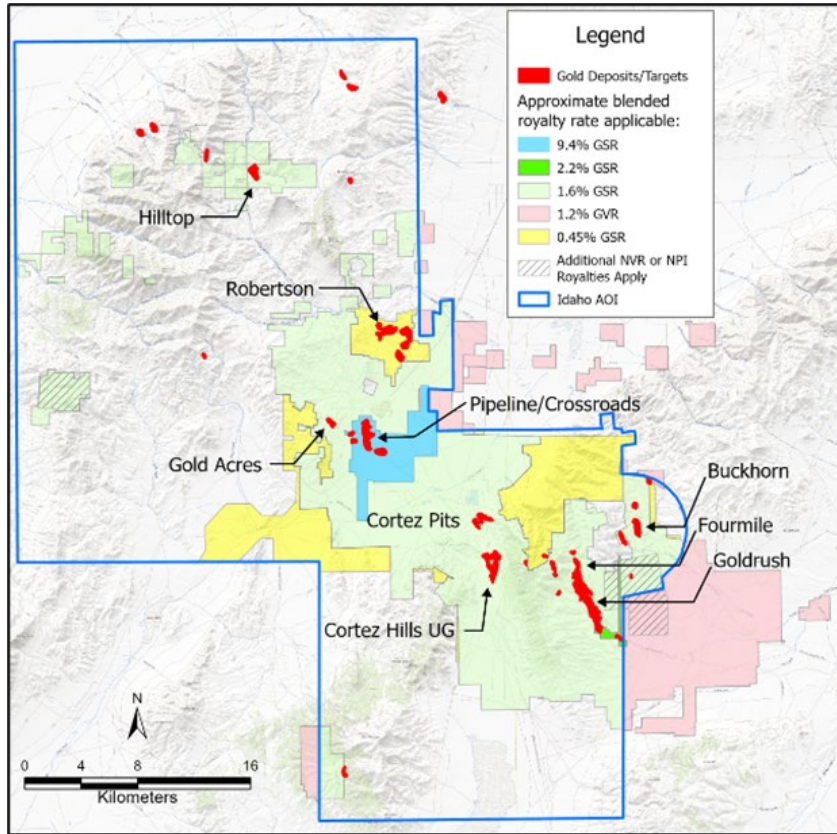 Legend
Gold Deposits/Targets
Approximate blended
royalty rate applicable:
9.4% GSR
2.2% GSR
1.6% GSR
1.2% GVR
0.45% GSR
Additional NVR or NPI
Royalties Apply
Idaho AOI
Hilltop
Robertson
Pipeline/Crossroads
Gold Acres
Buckhorn
Cortez Pits
Fourmile
Goldrush
Cortez Hills UG
N
0 4 8 16
Kilometers